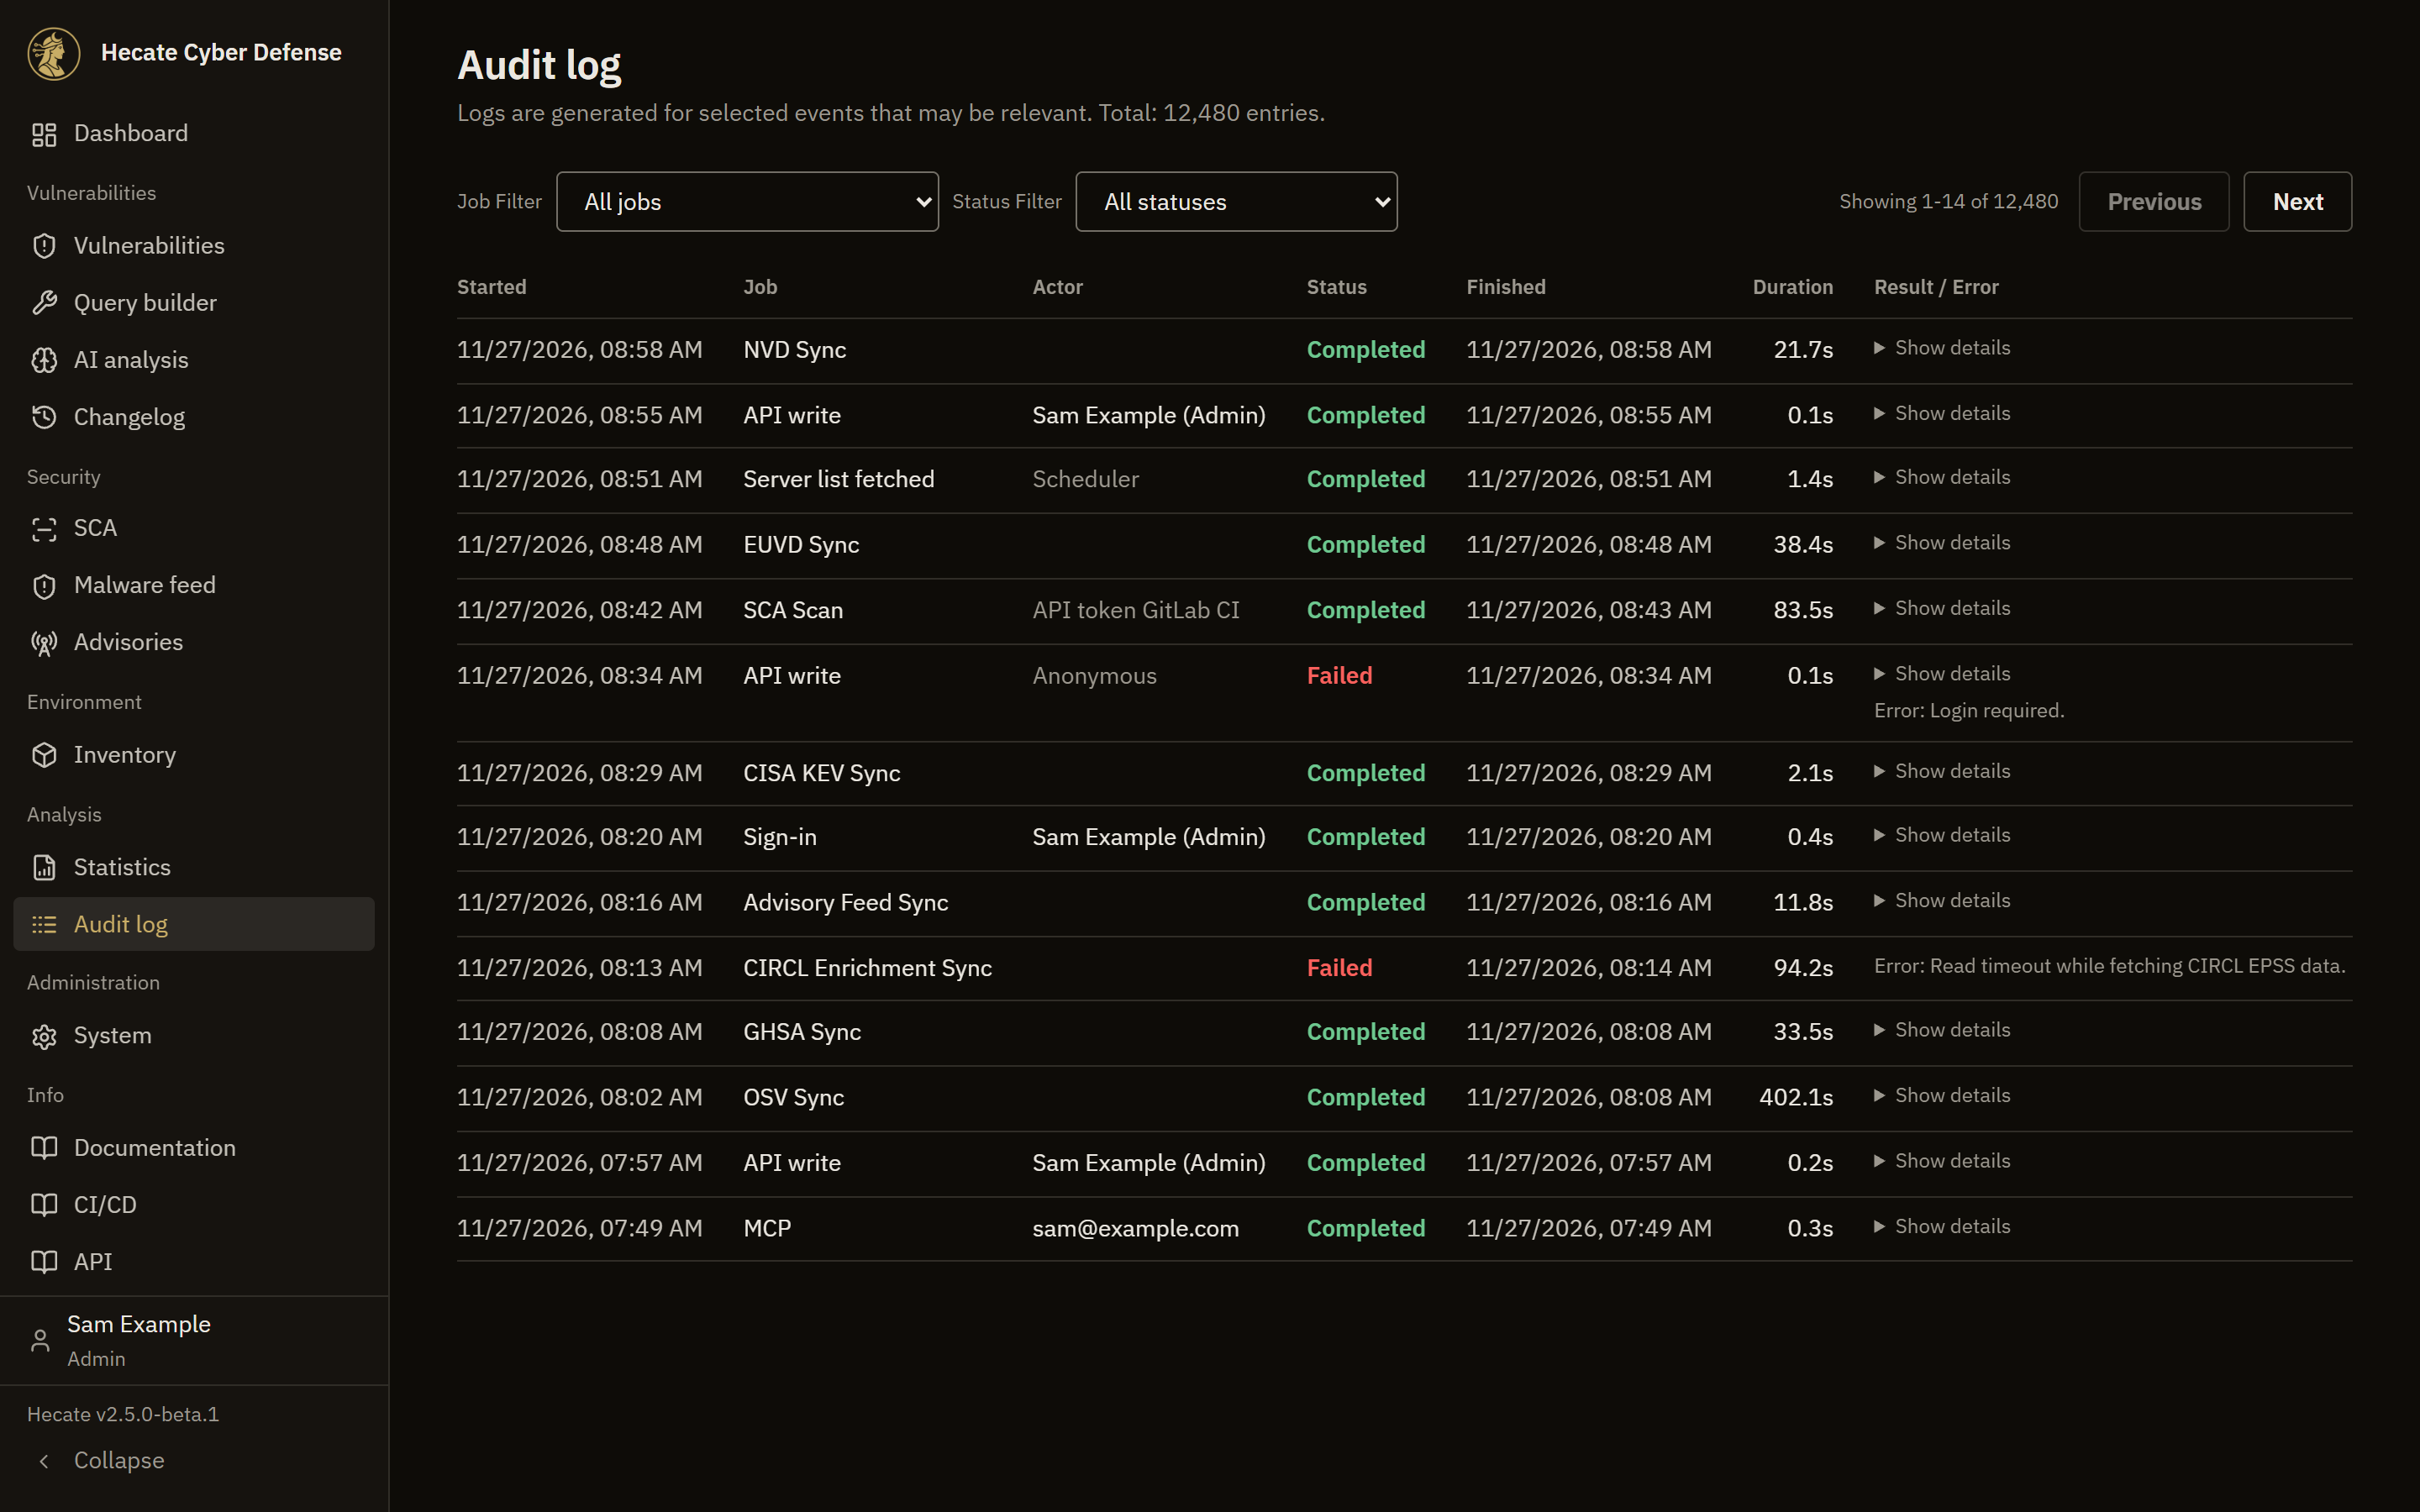 Hecate Cyber Defense
Dashboard
Vulnerabilities
Vulnerabilities
Query builder
AI analysis
Changelog
Security
SCA
Malware feed
Advisories
Environment
Inventory
Analysis
Statistics
Audit log
Administration
System
Info
Documentation
CI/CD
API
Sam Example
Admin
Hecate v2.5.0-beta.1
Collapse
Audit log
Logs are generated for selected events that may be relevant. Total: 12,480 entries.
Job Filter All jobs Status Filter All statuses Showing 1-14 of 12,480 Previous Next
Started Job Actor Status Finished Duration Result / Error
11/27/2026, 08:58 AM NVD Sync Completed 11/27/2026, 08:58 AM 21.7s Show details
11/27/2026, 08:55 AM API write Sam Example (Admin) Completed 11/27/2026, 08:55 AM 0.1s Show details
11/27/2026, 08:51 AM Server list fetched Scheduler Completed 11/27/2026, 08:51 AM 1.4s Show details
11/27/2026, 08:48 AM EUVD Sync Completed 11/27/2026, 08:48 AM 38.4s Show details
11/27/2026, 08:42 AM SCA Scan API token GitLab CI Completed 11/27/2026, 08:43 AM 83.5s Show details
11/27/2026, 08:34 AM API write Anonymous Failed 11/27/2026, 08:34 AM 0.1s Show details
Error: Login required.
11/27/2026, 08:29 AM CISA KEV Sync Completed 11/27/2026, 08:29 AM 2.1s Show details
11/27/2026, 08:20 AM Sign-in Sam Example (Admin) Completed 11/27/2026, 08:20 AM 0.4s Show details
11/27/2026, 08:16 AM Advisory Feed Sync Completed 11/27/2026, 08:16 AM 11.8s Show details
11/27/2026, 08:13 AM CIRCL Enrichment Sync Failed 11/27/2026, 08:14 AM 94.2s Error: Read timeout while fetching CIRCL EPSS data.
11/27/2026, 08:08 AM GHSA Sync Completed 11/27/2026, 08:08 AM 33.5s Show details
11/27/2026, 08:02 AM OSV Sync Completed 11/27/2026, 08:08 AM 402.1s Show details
11/27/2026, 07:57 AM API write Sam Example (Admin) Completed 11/27/2026, 07:57 AM 0.2s Show details
11/27/2026, 07:49 AM MCP sam@example.com Completed 11/27/2026, 07:49 AM 0.3s Show details